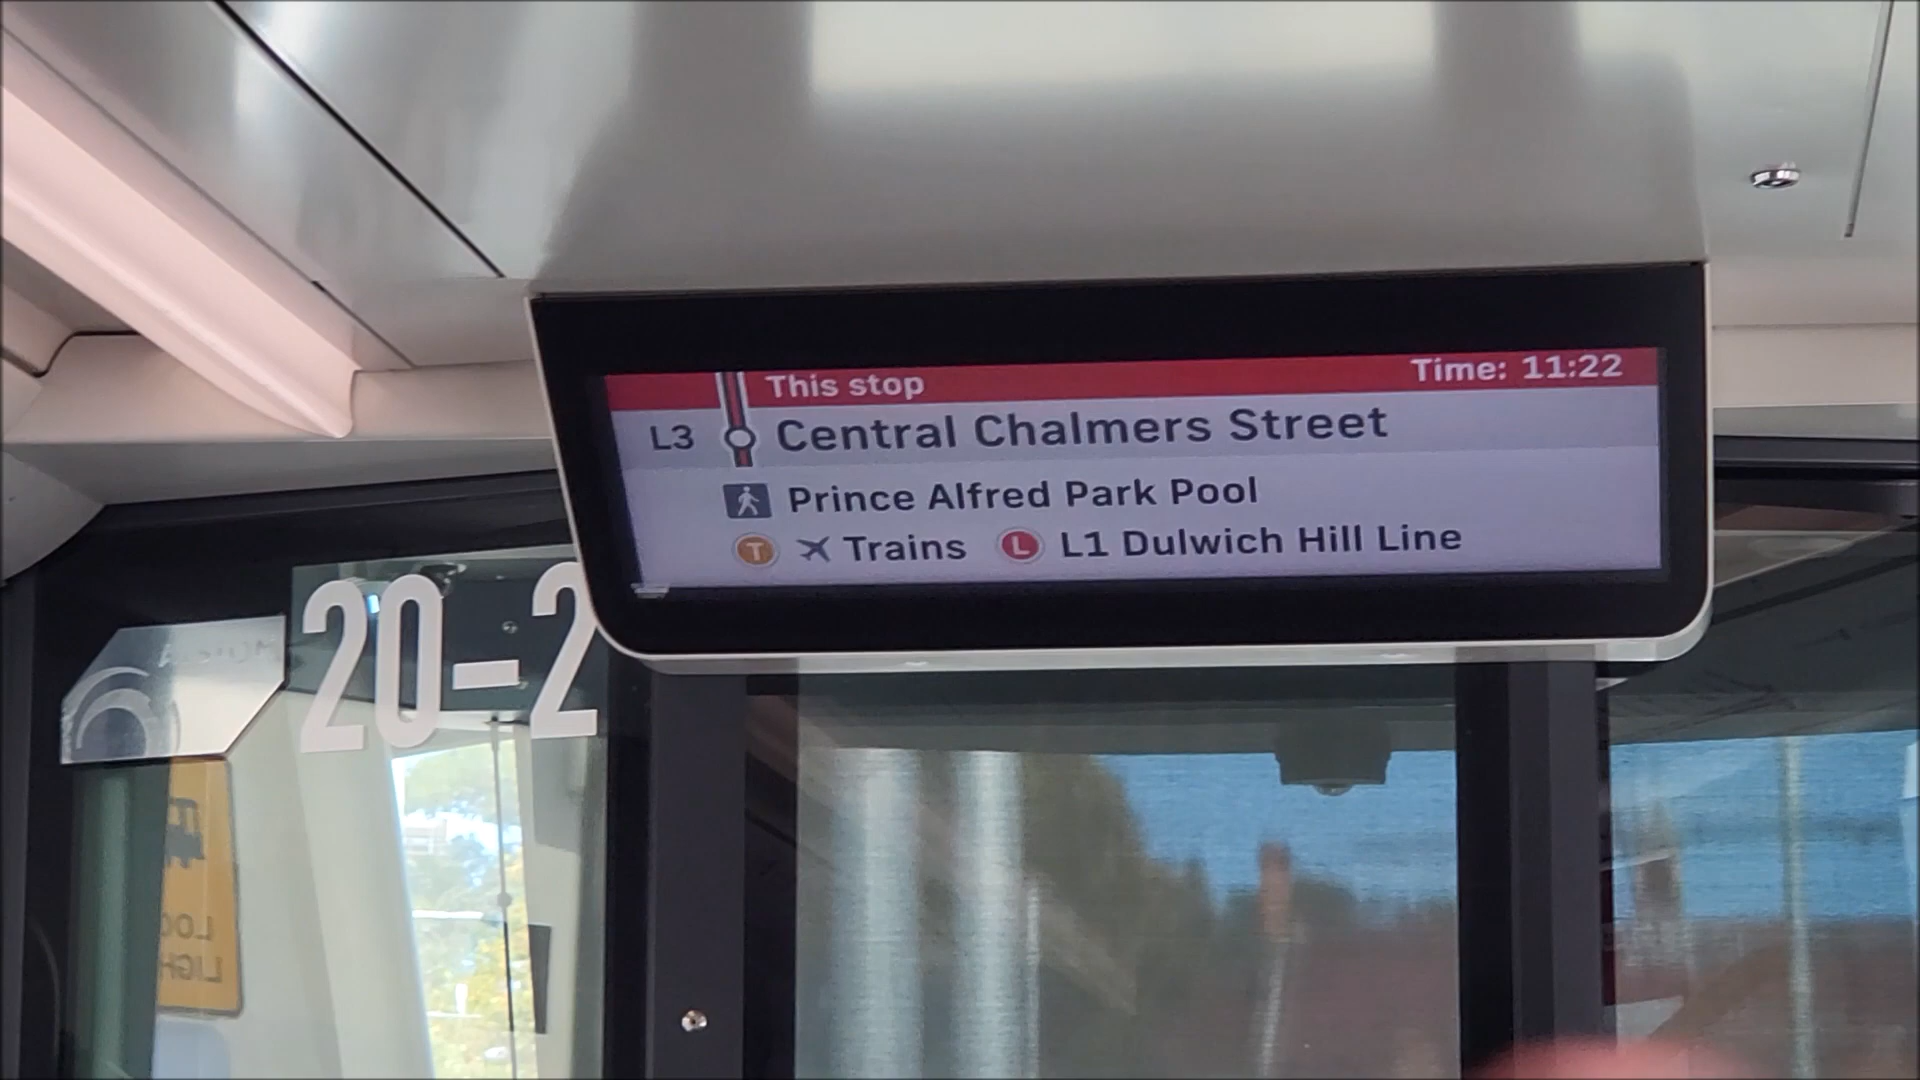 This stop
Time: 11:22
L3
Central Chalmers Street
Prince Alfred Park Pool
T Trains L L1 Dulwich Hill Line
20-2